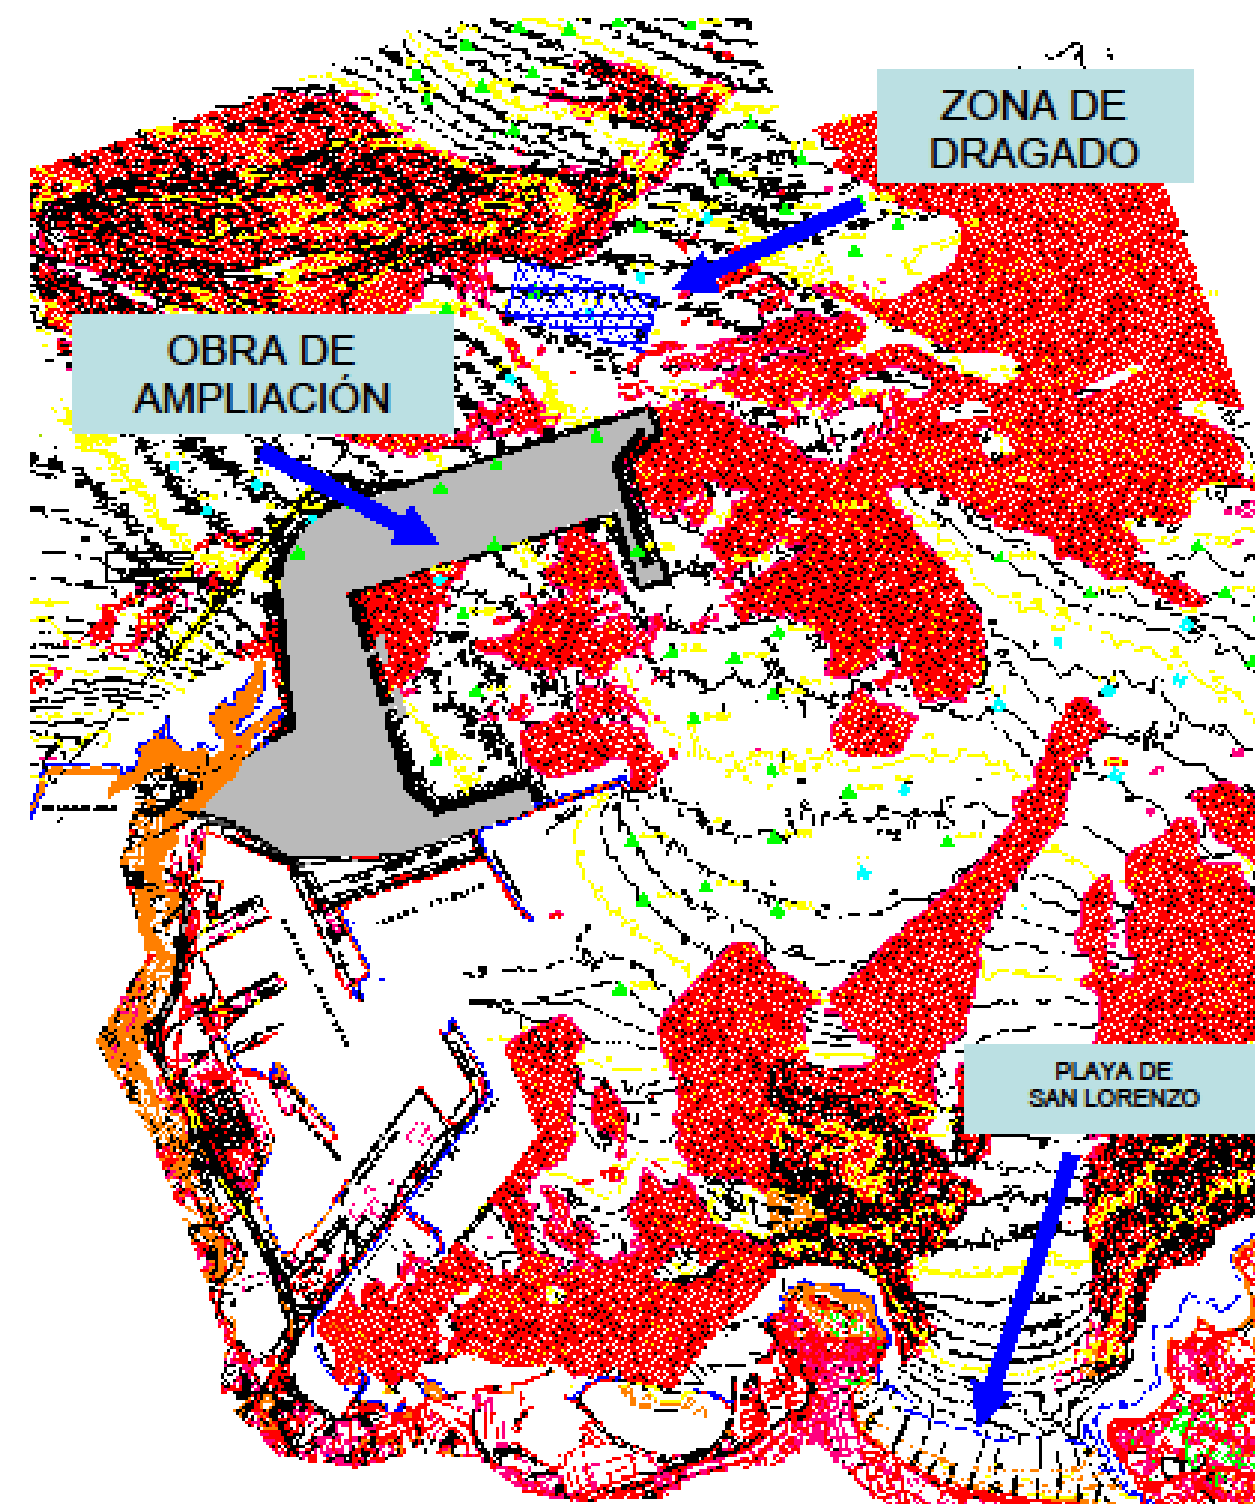 ZONA DE
DRAGADO
OBRA DE
AMPLIACIÓN
PLAYA DE
SAN LORENZO